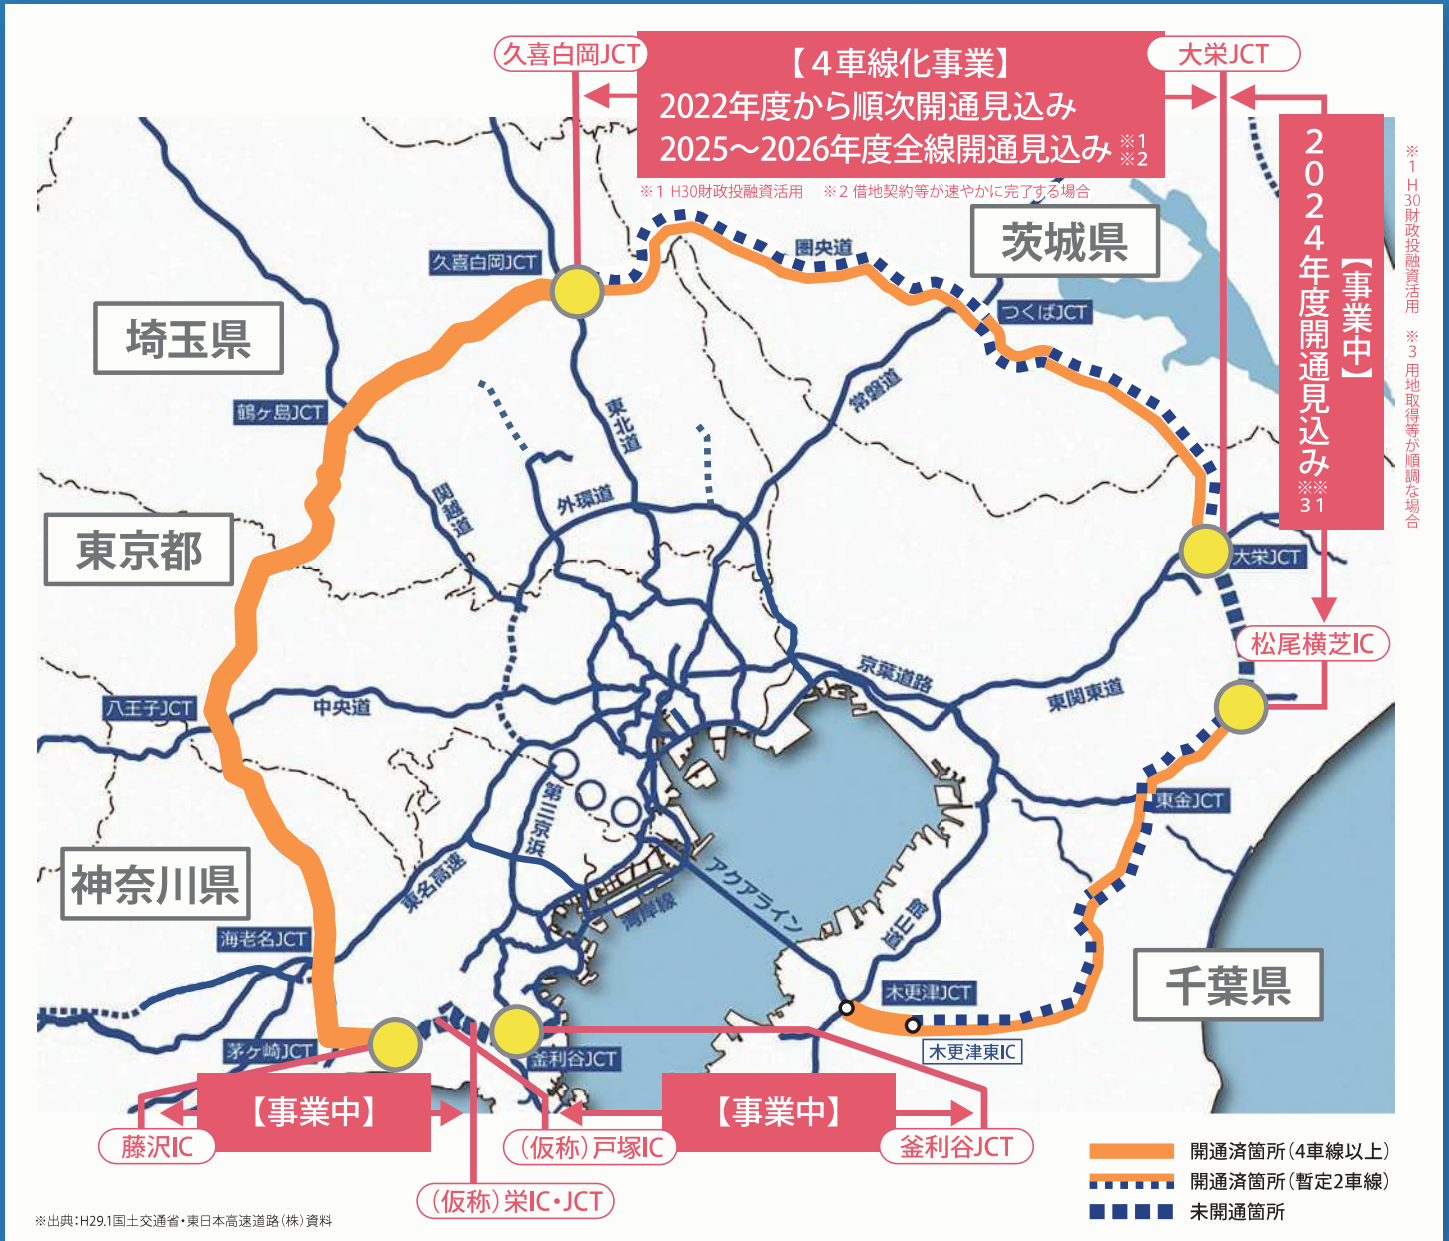 久喜白岡JCT
【４車線化事業】
2022年度から順次開通見込み
2025～2026年度全線開通見込み ※1 ※2
大栄JCT
※１ H30財政投融資活用　※２ 借地契約等が速やかに完了する場合
【事業中】
２０２４年度開通見込み ※3 ※1
※１ H30財政投融資活用　※３ 用地取得等が順調な場合
茨城県
埼玉県
東京都
神奈川県
千葉県
久喜白岡JCT
圏央道
つくばJCT
鶴ヶ島JCT
東北道
常磐道
関越道
外環道
大栄JCT
松尾横芝IC
八王子JCT
中央道
京葉道路
東関東道
東金JCT
第三京浜
東名高速
アクアライン
湾岸線
館山道
海老名JCT
木更津JCT
木更津東IC
茅ヶ崎JCT
釜利谷JCT
【事業中】
【事業中】
藤沢IC
（仮称）戸塚IC
釜利谷JCT
（仮称）栄IC・JCT
開通済箇所（4車線以上）
開通済箇所（暫定2車線）
未開通箇所
※出典：H29.1国土交通省・東日本高速道路（株）資料